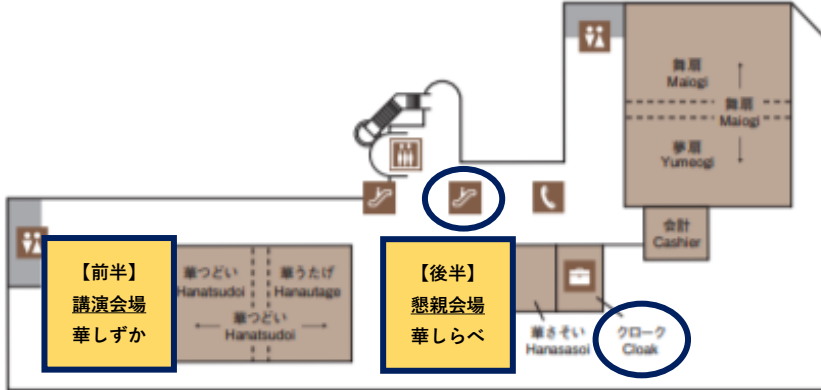 舞扇
Maiogi
舞扇
Maiogi
夢扇
Yumeogi
会計
Cashier
【前半】
講演会場
華しずか
華つどい
Hanatsudoi
華うたげ
Hanautage
華つどい
Hanatsudoi
【後半】
懇親会場
華しらべ
華さそい
Hanasasoi
クローク
Cloak